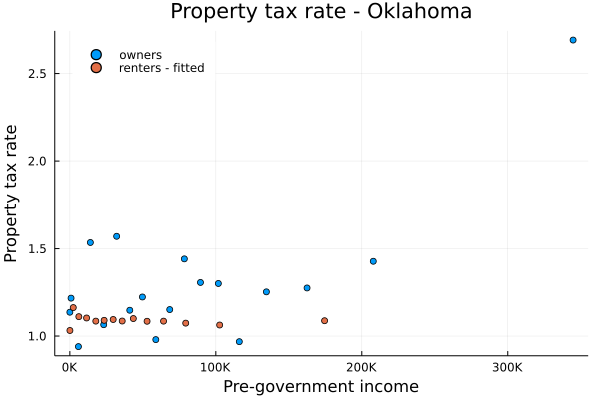 Property tax rate - Oklahoma
owners
renters - fitted
2.5
2.0
1.5
1.0
Property tax rate
0K 100K 200K 300K
Pre-government income